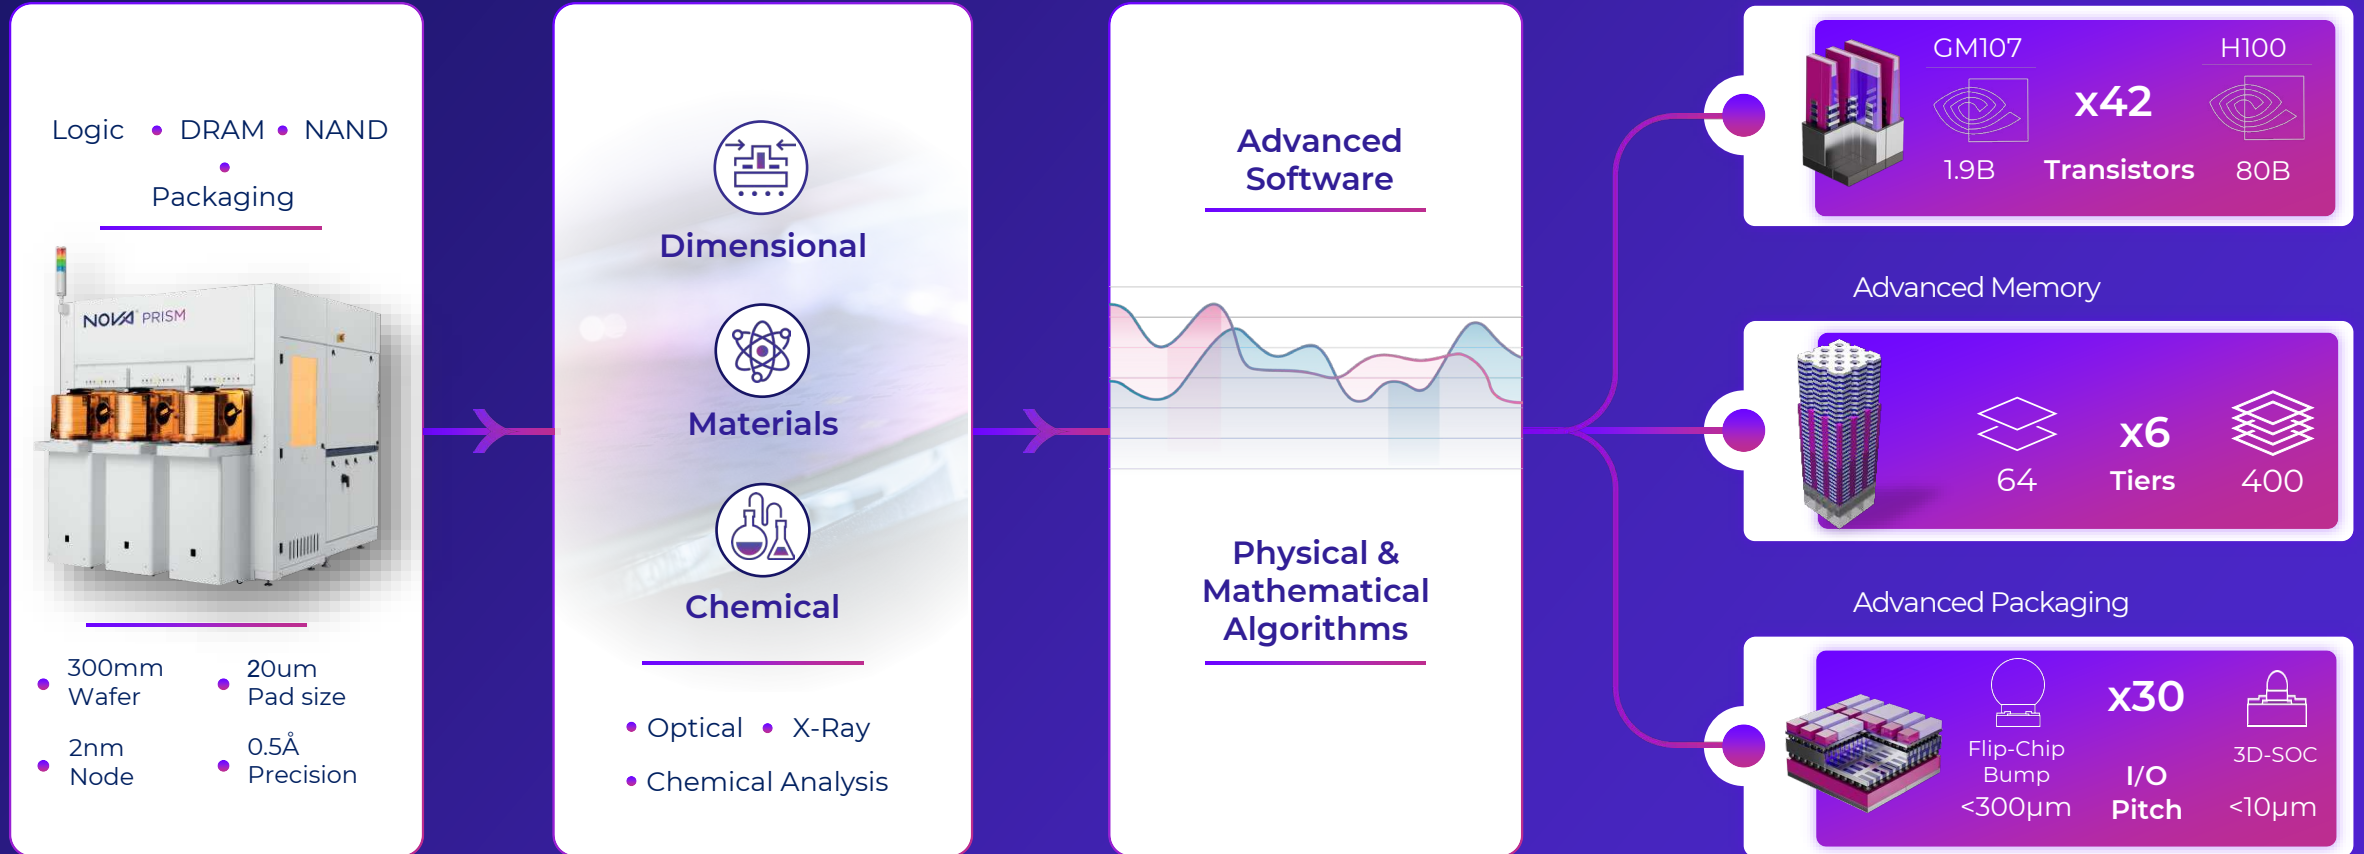 Logic • DRAM • NAND
•
Packaging
NOVA PRISM
• 300mm
Wafer
• 20um
Pad size
• 2nm
Node
• 0.5Å
Precision
Dimensional
Materials
Chemical
• Optical • X-Ray
• Chemical Analysis
Advanced
Software
Physical &
Mathematical
Algorithms
GM107
1.9B
x42
Transistors
H100
80B
Advanced Memory
64
x6
Tiers
400
Advanced Packaging
Flip-Chip
Bump
<300µm
x30
I/O
Pitch
3D-SOC
<10µm